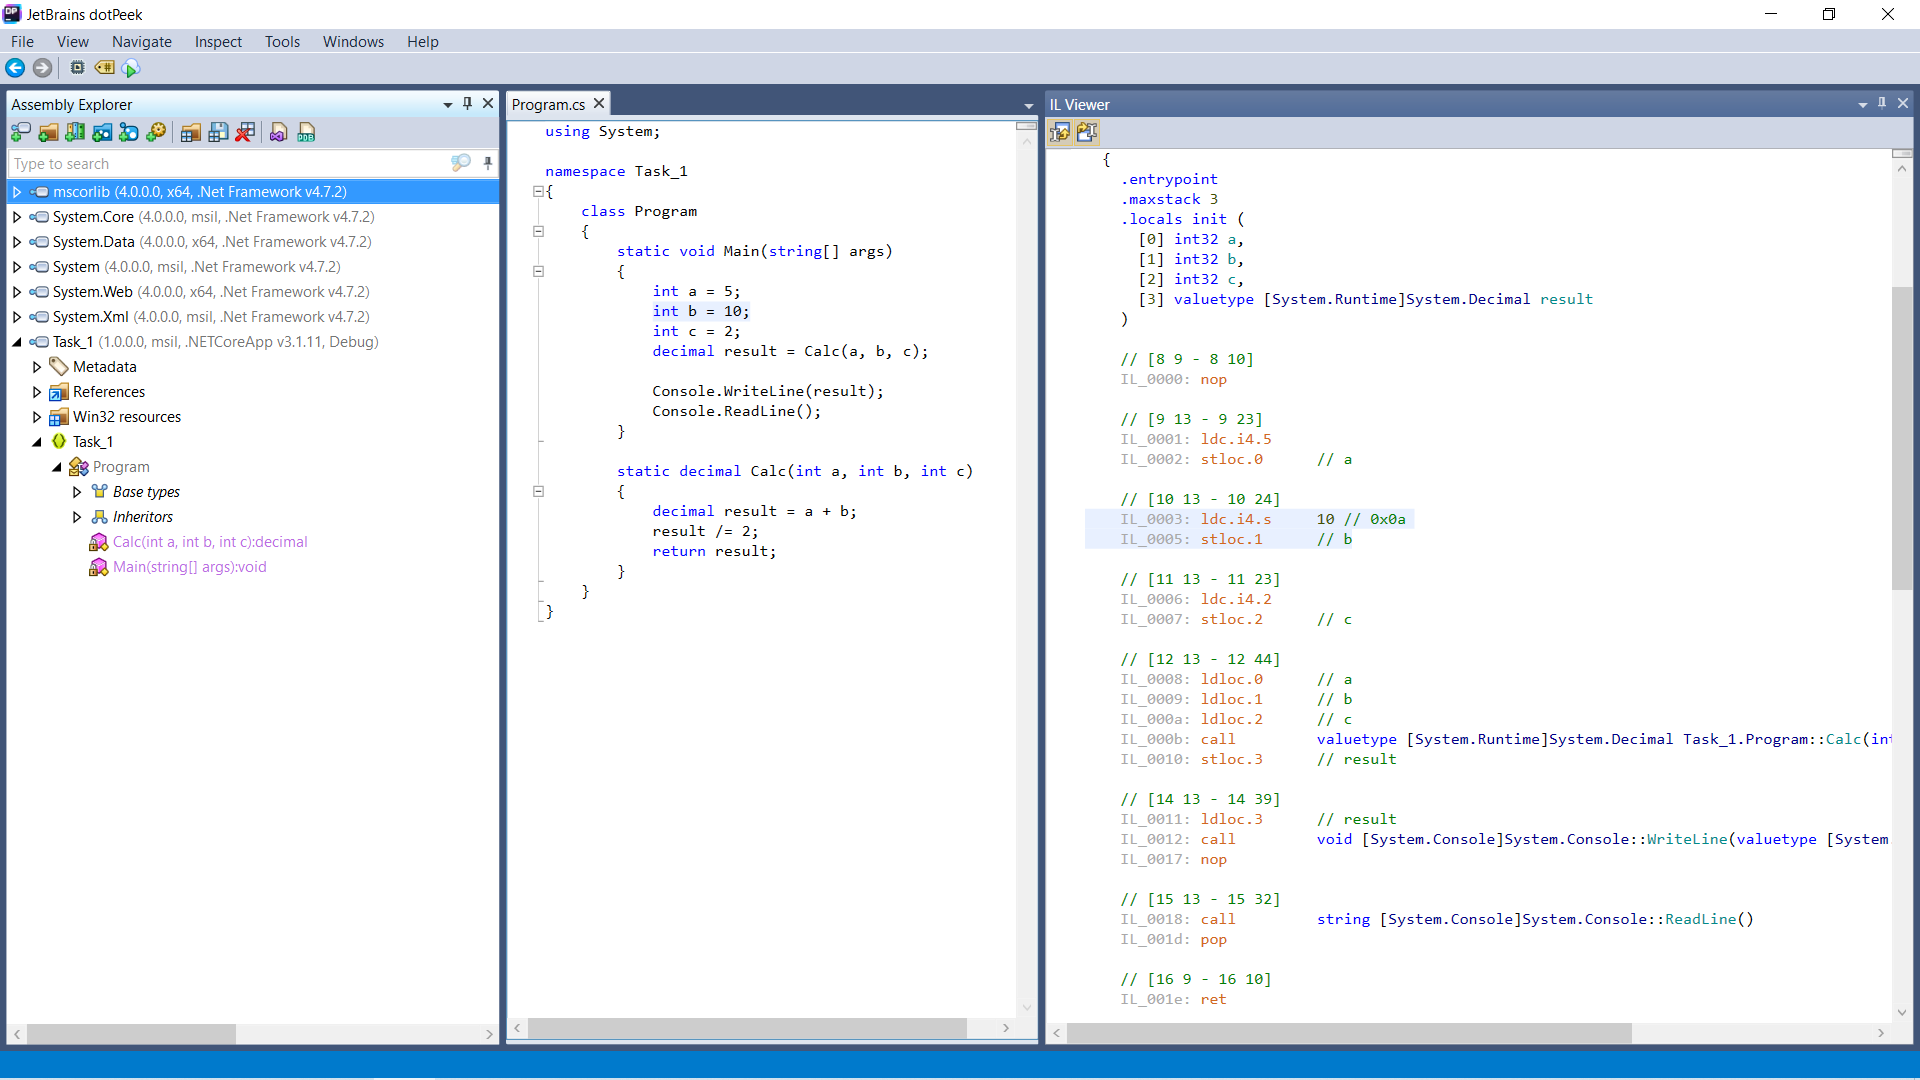 JetBrains dotPeek
File View Navigate Inspect Tools Windows Help
Assembly Explorer
Type to search
mscorlib (4.0.0.0, x64, .Net Framework v4.7.2)
System.Core (4.0.0.0, msil, .Net Framework v4.7.2)
System.Data (4.0.0.0, x64, .Net Framework v4.7.2)
System (4.0.0.0, msil, .Net Framework v4.7.2)
System.Web (4.0.0.0, x64, .Net Framework v4.7.2)
System.Xml (4.0.0.0, msil, .Net Framework v4.7.2)
Task_1 (1.0.0.0, msil, .NETCoreApp v3.1.11, Debug)
Metadata
References
Win32 resources
Task_1
Program
Base types
Inheritors
Calc(int a, int b, int c):decimal
Main(string[] args):void
Program.cs
using System;
namespace Task_1
{
class Program
{
static void Main(string[] args)
{
int a = 5;
int b = 10;
int c = 2;
decimal result = Calc(a, b, c);
Console.WriteLine(result);
Console.ReadLine();
}
static decimal Calc(int a, int b, int c)
{
decimal result = a + b;
result /= 2;
return result;
}
}
}
IL Viewer
{
.entrypoint
.maxstack 3
.locals init (
[0] int32 a,
[1] int32 b,
[2] int32 c,
[3] valuetype [System.Runtime]System.Decimal result
)
// [8 9 - 8 10]
IL_0000: nop
// [9 13 - 9 23]
IL_0001: ldc.i4.5
IL_0002: stloc.0 // a
// [10 13 - 10 24]
IL_0003: ldc.i4.s 10 // 0x0a
IL_0005: stloc.1 // b
// [11 13 - 11 23]
IL_0006: ldc.i4.2
IL_0007: stloc.2 // c
// [12 13 - 12 44]
IL_0008: ldloc.0 // a
IL_0009: ldloc.1 // b
IL_000a: ldloc.2 // c
IL_000b: call valuetype [System.Runtime]System.Decimal Task_1.Program::Calc(int
IL_0010: stloc.3 // result
// [14 13 - 14 39]
IL_0011: ldloc.3 // result
IL_0012: call void [System.Console]System.Console::WriteLine(valuetype [System.
IL_0017: nop
// [15 13 - 15 32]
IL_0018: call string [System.Console]System.Console::ReadLine()
IL_001d: pop
// [16 9 - 16 10]
IL_001e: ret